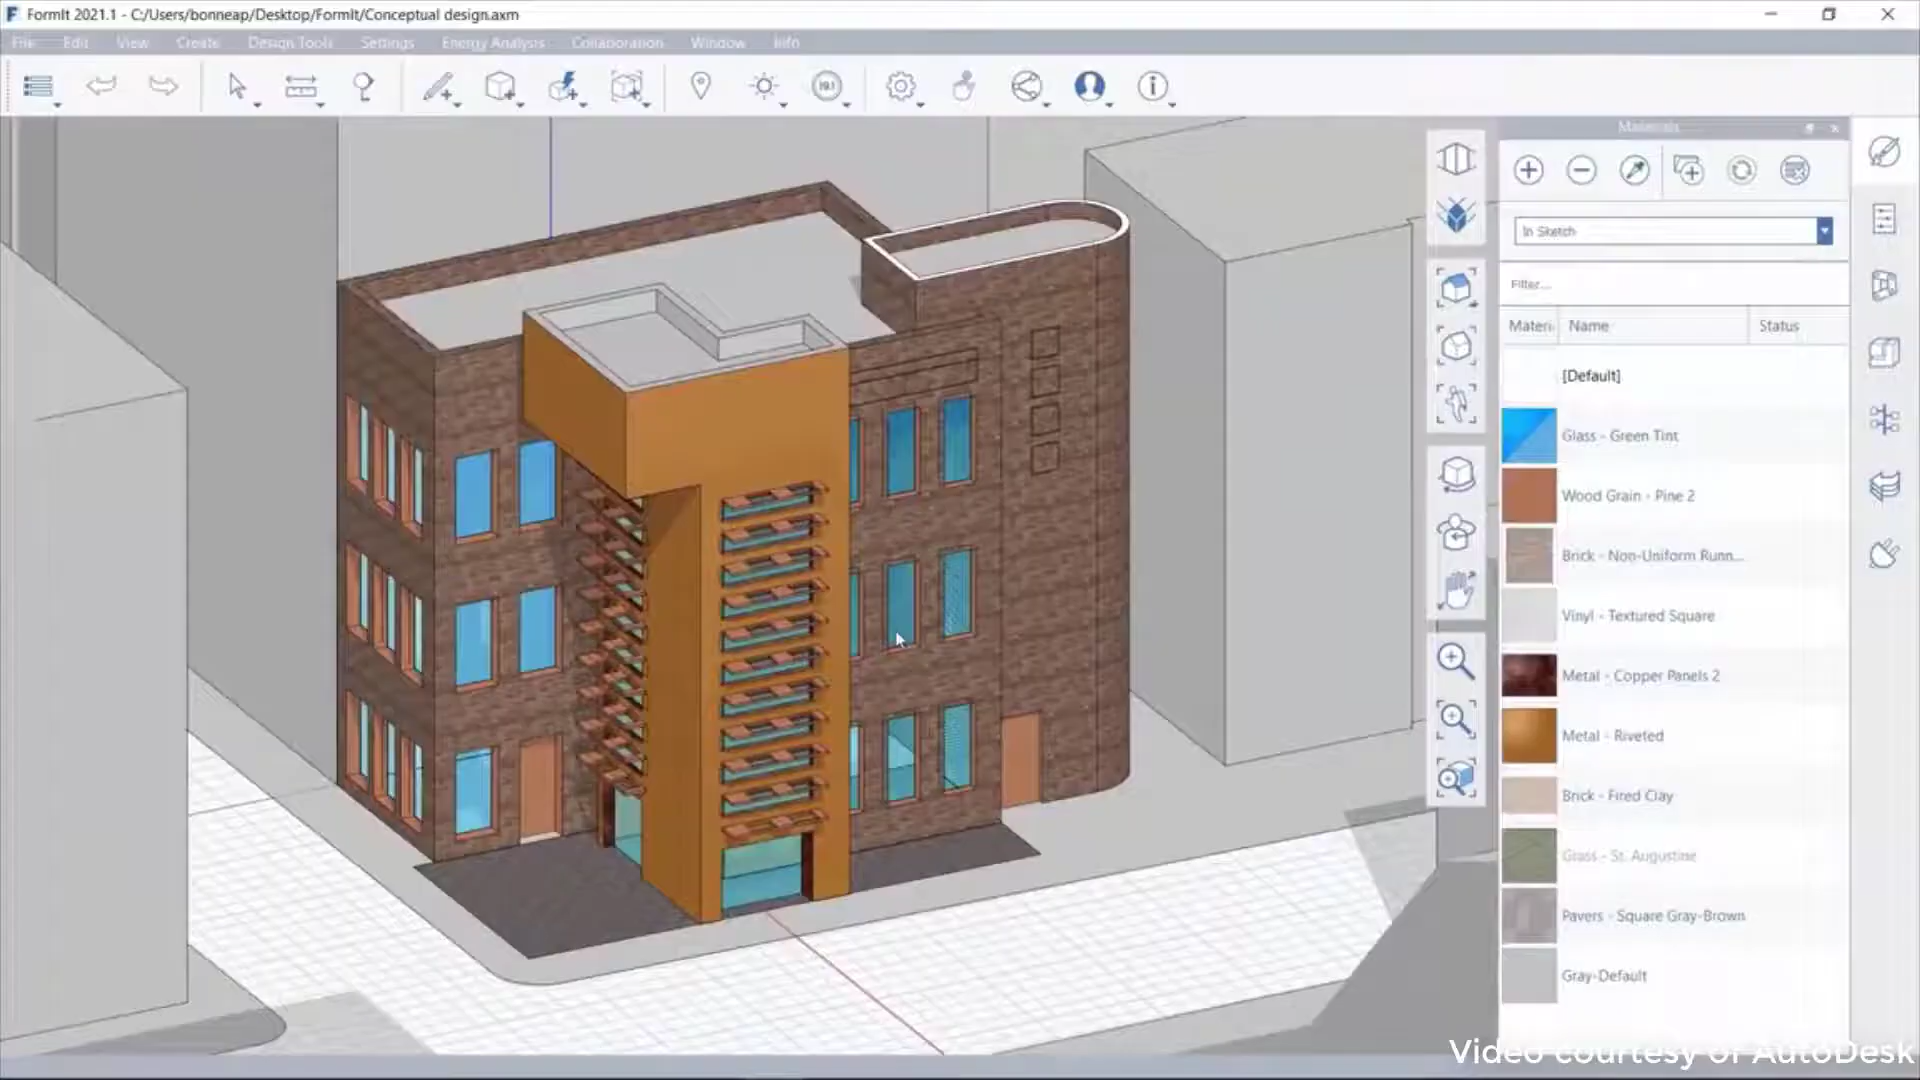 FormIt 2021.1 - C:/Users/bonneap/Desktop/FormIt/Conceptual design.axm
File Edit View Create Design Tools Settings Energy Analysis Collaboration Window Info
Materials
In Sketch
Filter...
Materi Name Status
[Default]
Glass - Green Tint
Wood Grain - Pine 2
Brick - Non-Uniform Runn...
Vinyl - Textured Square
Metal - Copper Panels 2
Metal - Riveted
Brick - Fired Clay
Grass - St. Augustine
Pavers - Square Gray-Brown
Gray-Default
Video courtesy of AutoDesk